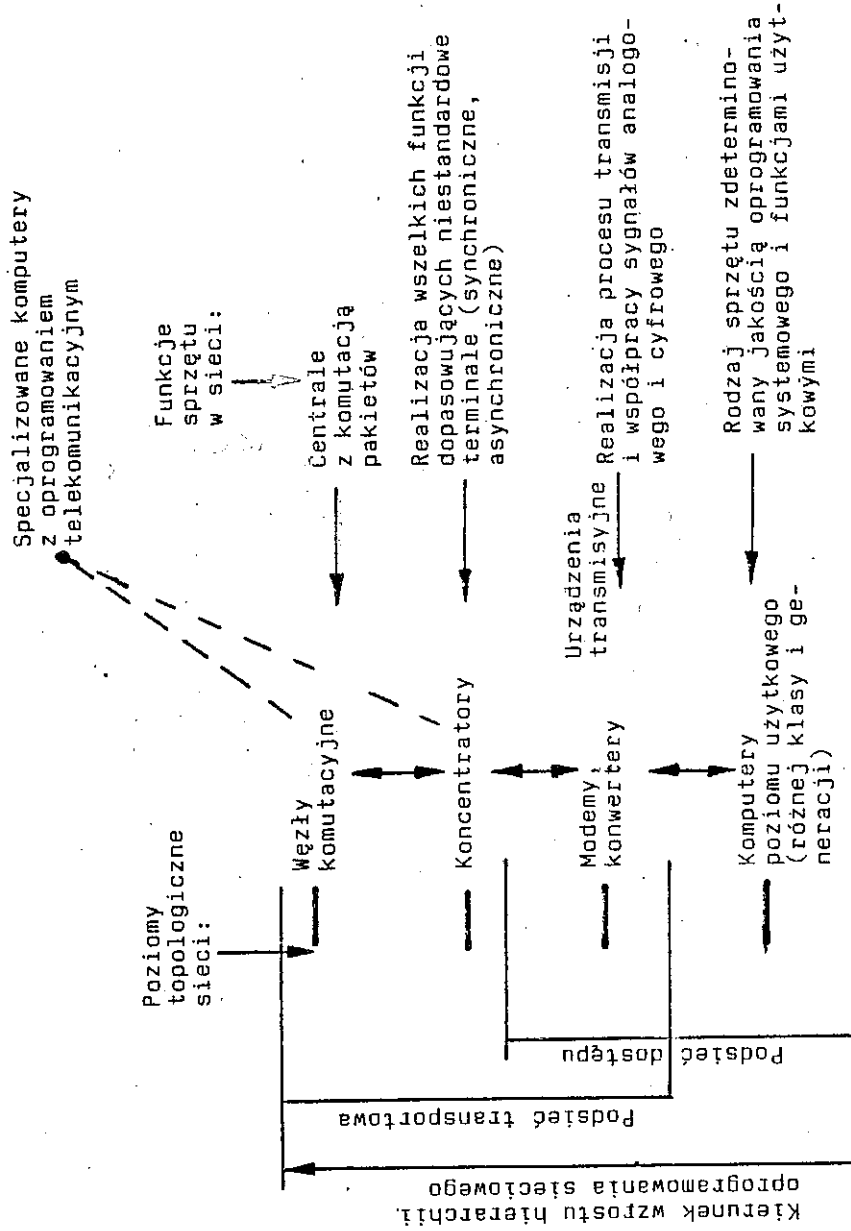 Specjalizowane komputery
z oprogramowaniem
telekomunikacyjnym
Poziomy
topologiczne
sieci:
Funkcje
sprzętu
w sieci:
Węzły
komutacyjne
Centrale
z komutacją
pakietów
Koncentratory
Realizacja wszelkich funkcji
dopasowujących niestandardowe
terminale (synchroniczne,
asynchroniczne)
Modemy,
konwertery
Urządzenia
transmisyjne
Realizacja procesu transmisji
i współpracy sygnałów analogo-
wego i cyfrowego
Komputery
poziomu użytkowego
(różnej klasy i ge-
neracji)
Rodzaj sprzętu zdetermino-
wany jakością oprogramowania
systemowego i funkcjami użyt-
kowymi
Podsieć dostępu
Podsieć transportowa
Kierunek wzrostu hierarchii.
oprogramowania sieciowego